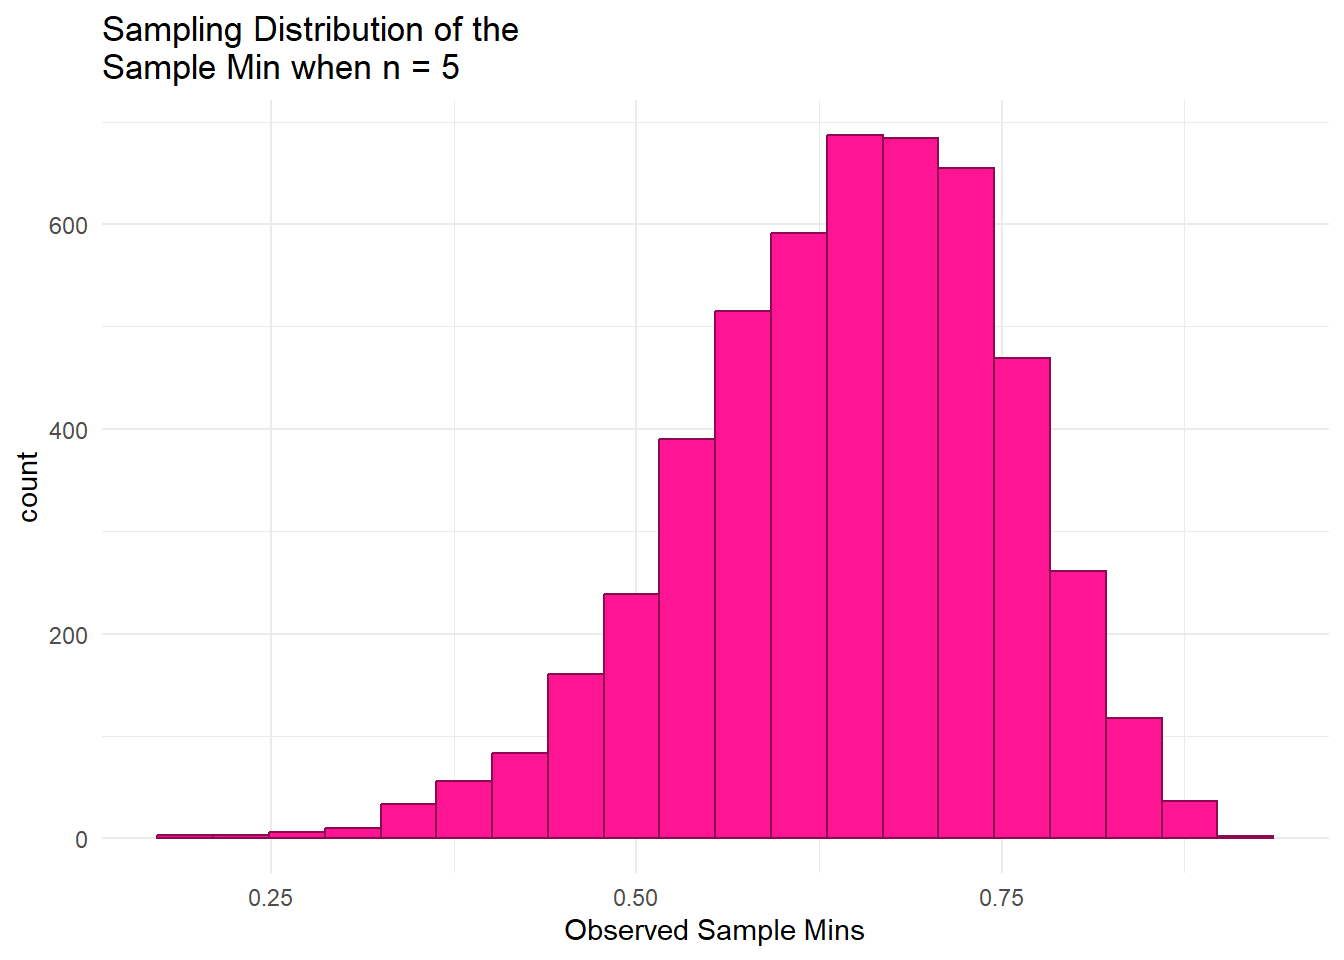 Sampling Distribution of the
Sample Min when n = 5
600
400
200
0
count
0.25
0.50
0.75
Observed Sample Mins